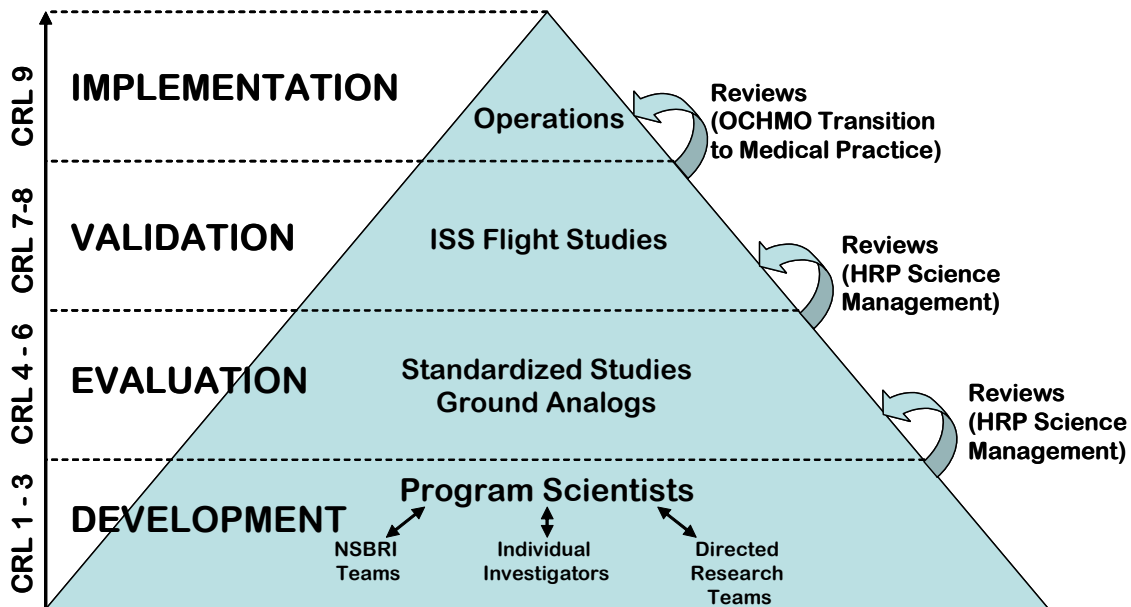 CRL 9
IMPLEMENTATION
Operations
Reviews
(OCHMO Transition
to Medical Practice)
CRL 7-8
VALIDATION
ISS Flight Studies
Reviews
(HRP Science
Management)
CRL 4 - 6
EVALUATION
Standardized Studies
Ground Analogs
Reviews
(HRP Science
Management)
CRL 1 - 3
DEVELOPMENT
Program Scientists
NSBRI
Teams
Individual
Investigators
Directed
Research
Teams